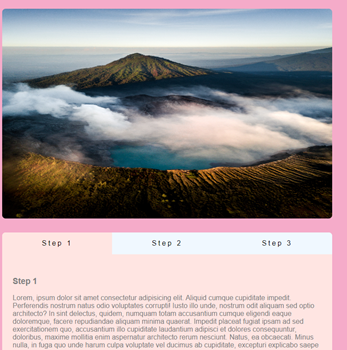 Step 1 Step 2 Step 3
Step 1
Lorem, ipsum dolor sit amet consectetur adipisicing elit. Aliquid cumque cupiditate impedit.
Perferendis nostrum natus odio voluptates corrupti iusto illo unde, nostrum odit aliquam sed optio
architecto? In sint delectus, quidem, numquam totam accusantium cumque eligendi eaque
doloremque, facere repudiandae aliquam minima quaerat. Impedit placeat fugiat ipsam ad sed
exercitationem quo, accusantium illo cupiditate laudantium adipisci et dolores consequuntur,
doloribus, maxime mollitia enim aspernatur architecto rerum nesciunt. Natus, ea obcaecati. Minus
nulla, in fuga quo unde harum culpa voluptate vel ducimus ab cupiditate, excepturi explicabo saepe